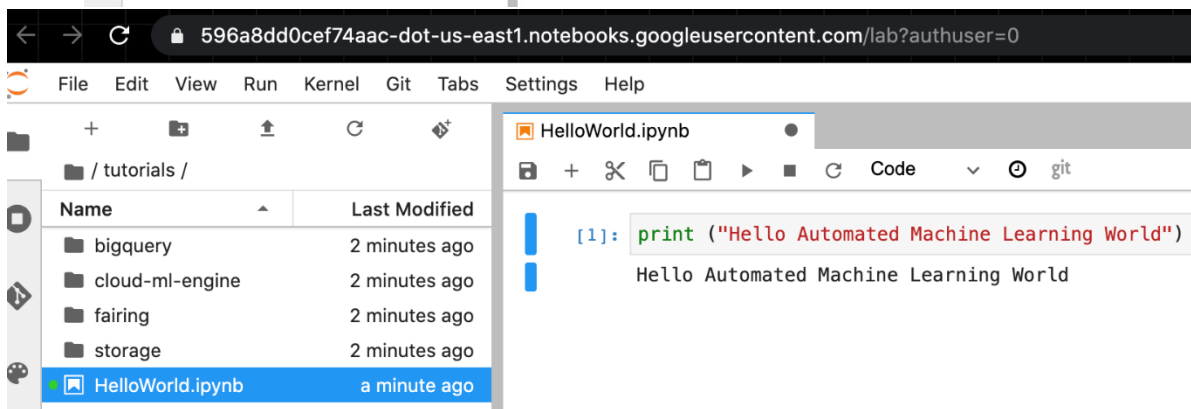 596a8dd0cef74aac-dot-us-east1.notebooks.googleusercontent.com/lab?authuser=0
File Edit View Run Kernel Git Tabs Settings Help
/ tutorials /
Name Last Modified
bigquery 2 minutes ago
cloud-ml-engine 2 minutes ago
fairing 2 minutes ago
storage 2 minutes ago
HelloWorld.ipynb a minute ago
HelloWorld.ipynb
Code git
[1]: print ("Hello Automated Machine Learning World")
Hello Automated Machine Learning World